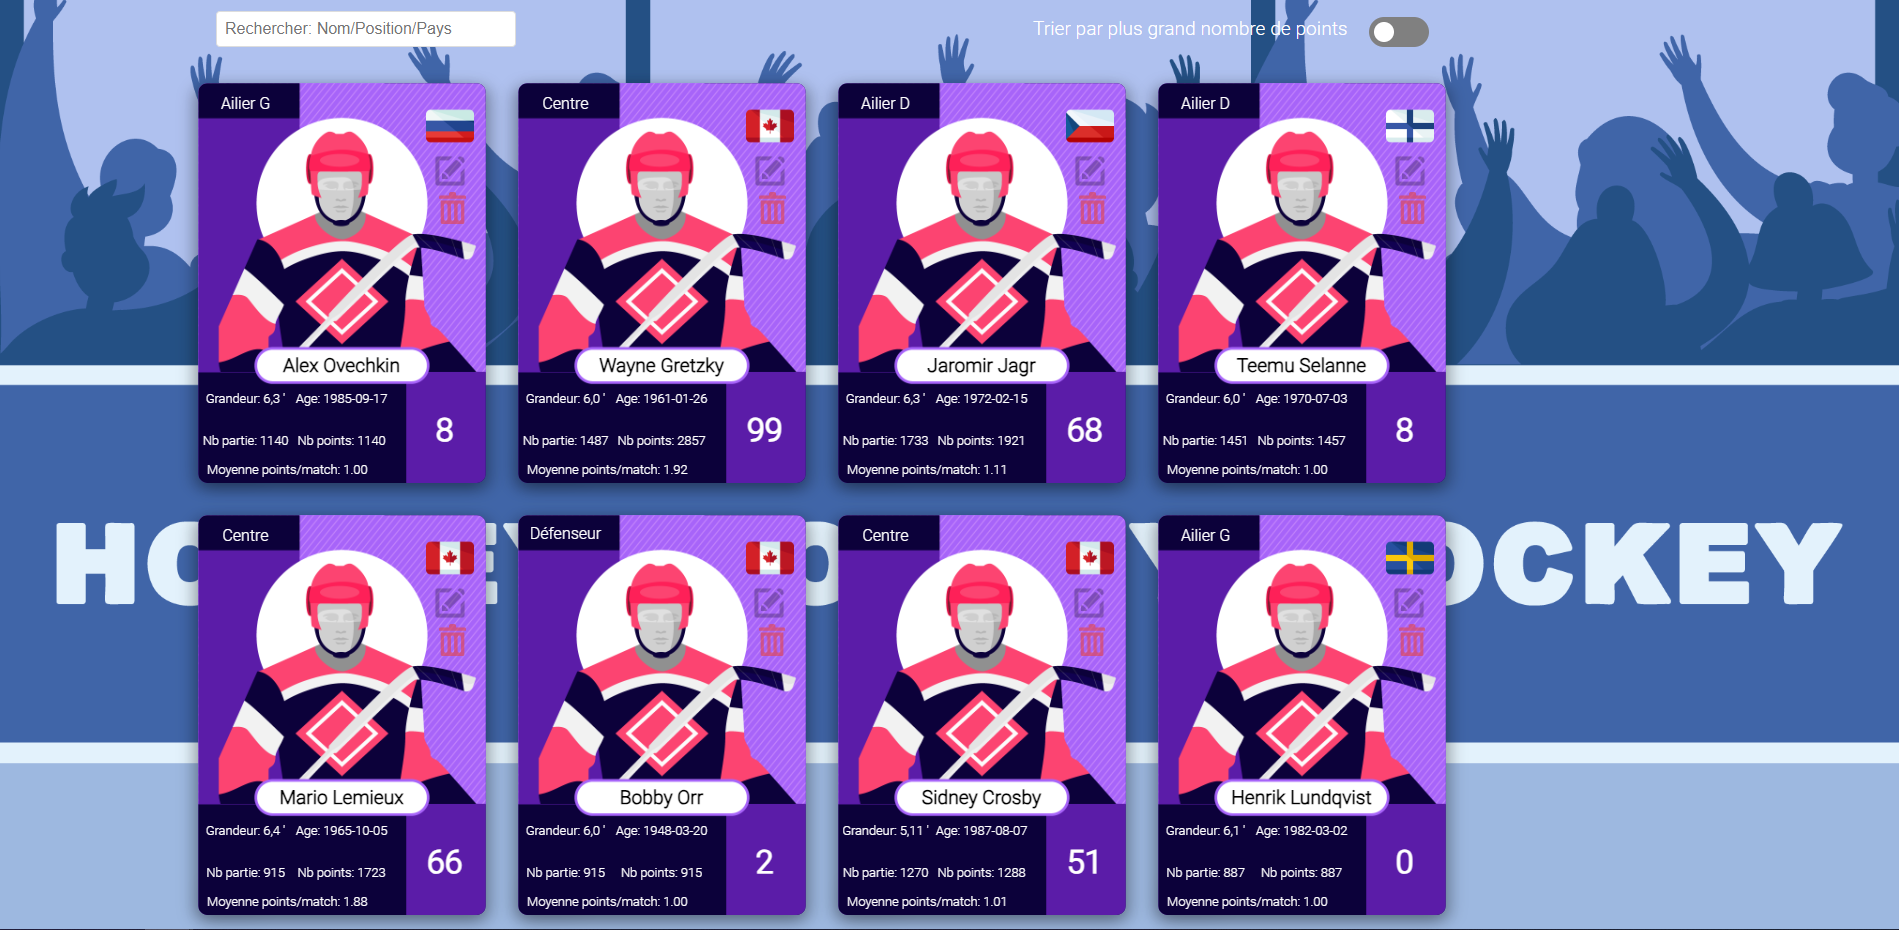 Rechercher: Nom/Position/Pays
Trier par plus grand nombre de points
Ailier G
Alex Ovechkin
Grandeur: 6,3 ' Age: 1985-09-17
8
Nb partie: 1140 Nb points: 1140
Moyenne points/match: 1.00
Centre
Wayne Gretzky
Grandeur: 6,0 ' Age: 1961-01-26
99
Nb partie: 1487 Nb points: 2857
Moyenne points/match: 1.92
Ailier D
Jaromir Jagr
Grandeur: 6,3 ' Age: 1972-02-15
68
Nb partie: 1733 Nb points: 1921
Moyenne points/match: 1.11
Ailier D
Teemu Selanne
Grandeur: 6,0 ' Age: 1970-07-03
8
Nb partie: 1451 Nb points: 1457
Moyenne points/match: 1.00
Centre
Mario Lemieux
Grandeur: 6,4 ' Age: 1965-10-05
66
Nb partie: 915 Nb points: 1723
Moyenne points/match: 1.88
Défenseur
Bobby Orr
Grandeur: 6,0 ' Age: 1948-03-20
2
Nb partie: 915 Nb points: 915
Moyenne points/match: 1.00
Centre
Sidney Crosby
Grandeur: 5,11 ' Age: 1987-08-07
51
Nb partie: 1270 Nb points: 1288
Moyenne points/match: 1.01
Ailier G
Henrik Lundqvist
Grandeur: 6,1 ' Age: 1982-03-02
0
Nb partie: 887 Nb points: 887
Moyenne points/match: 1.00